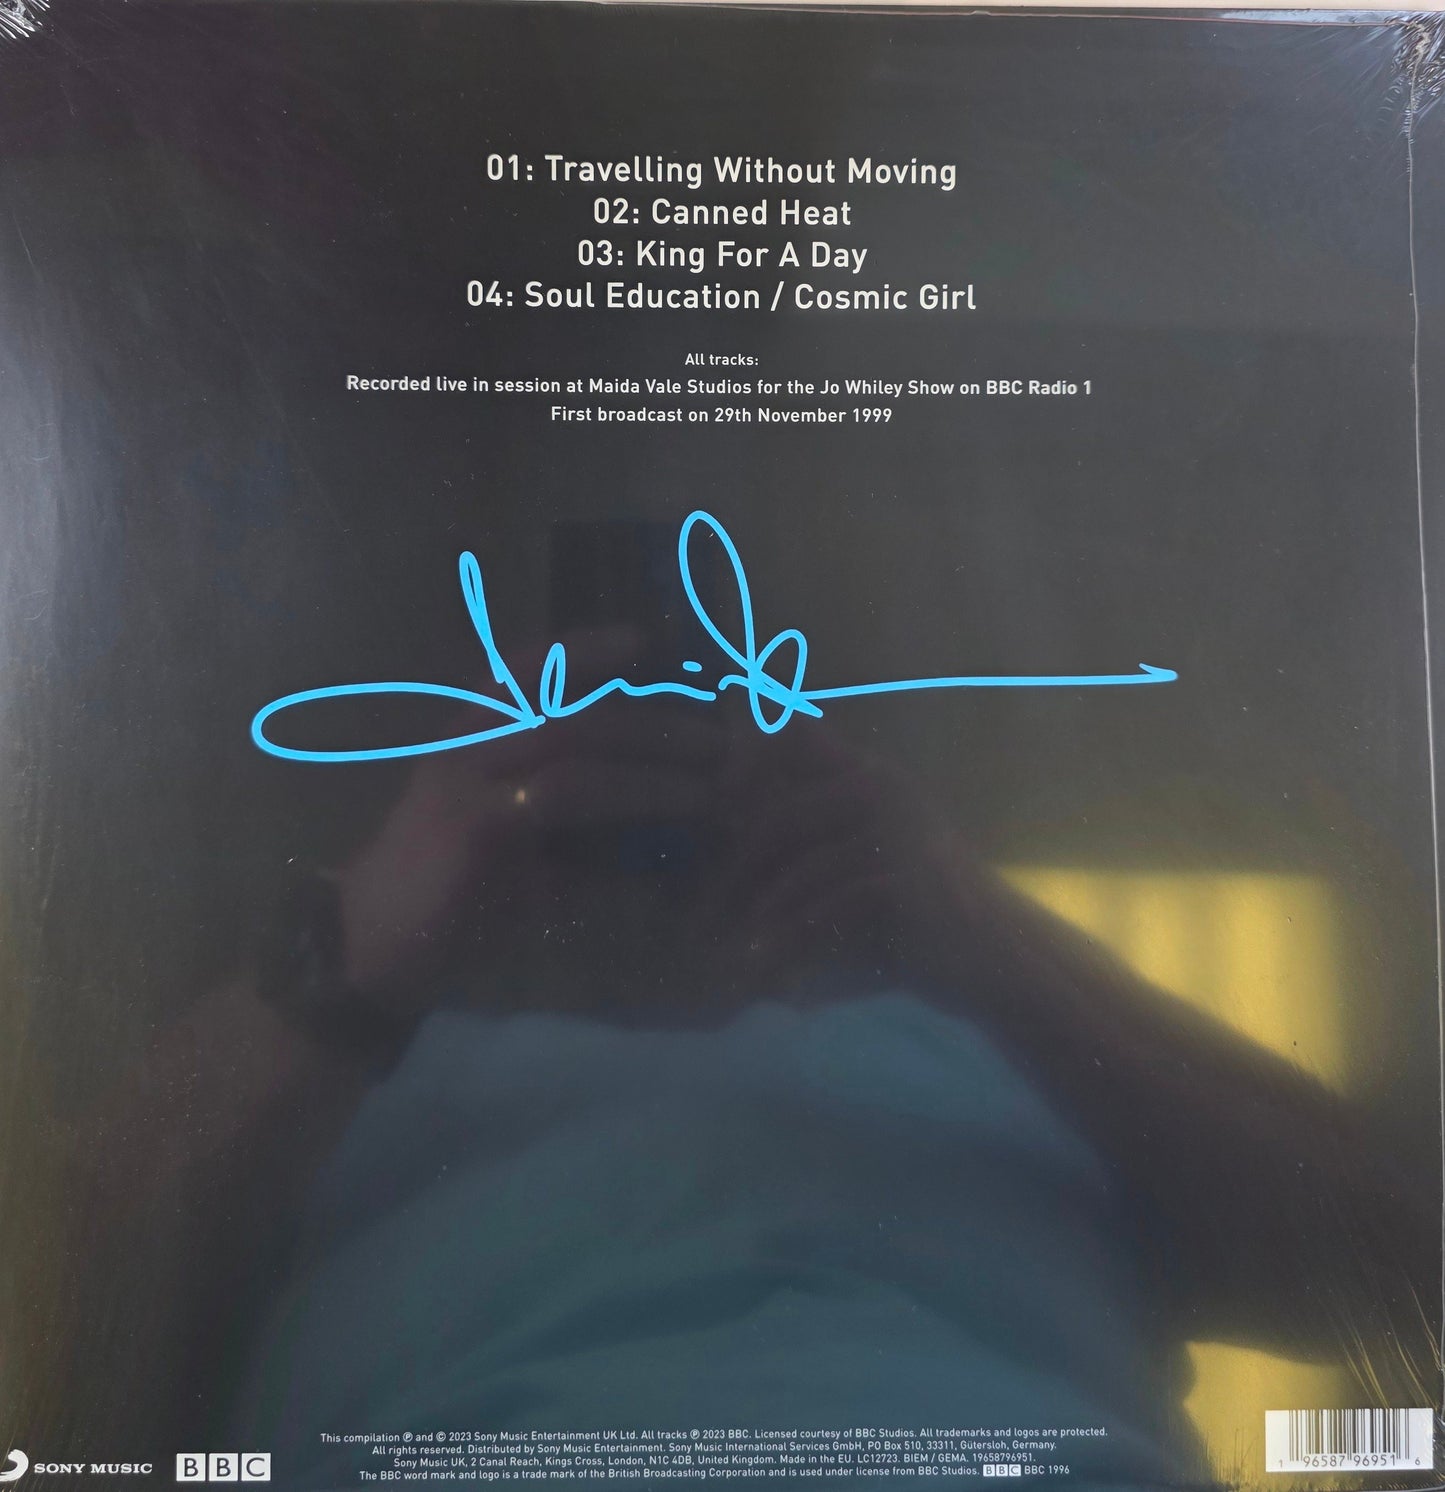 01: Travelling Without Moving
02: Canned Heat
03: King For A Day
04: Soul Education / Cosmic Girl
All tracks:
Recorded live in session at Maida Vale Studios for the Jo Whiley Show on BBC Radio 1
First broadcast on 29th November 1999
This compilation ℗ and © 2023 Sony Music Entertainment UK Ltd. All tracks ℗ 2023 BBC. Licensed courtesy of BBC Studios. All trademarks and logos are protected.
All rights reserved. Distributed by Sony Music Entertainment. Sony Music International Services GmbH, PO Box 510, 33311, Gütersloh, Germany.
Sony Music UK, 2 Canal Reach, Kings Cross, London, N1C 4DB, United Kingdom. Made in the EU. LC12723. BIEM / GEMA. 19658796951.
The BBC word mark and logo is a trade mark of the British Broadcasting Corporation and is used under license from BBC Studios. BBC BBC 1996
SONY MUSIC
BBC
1 96587 96951 6